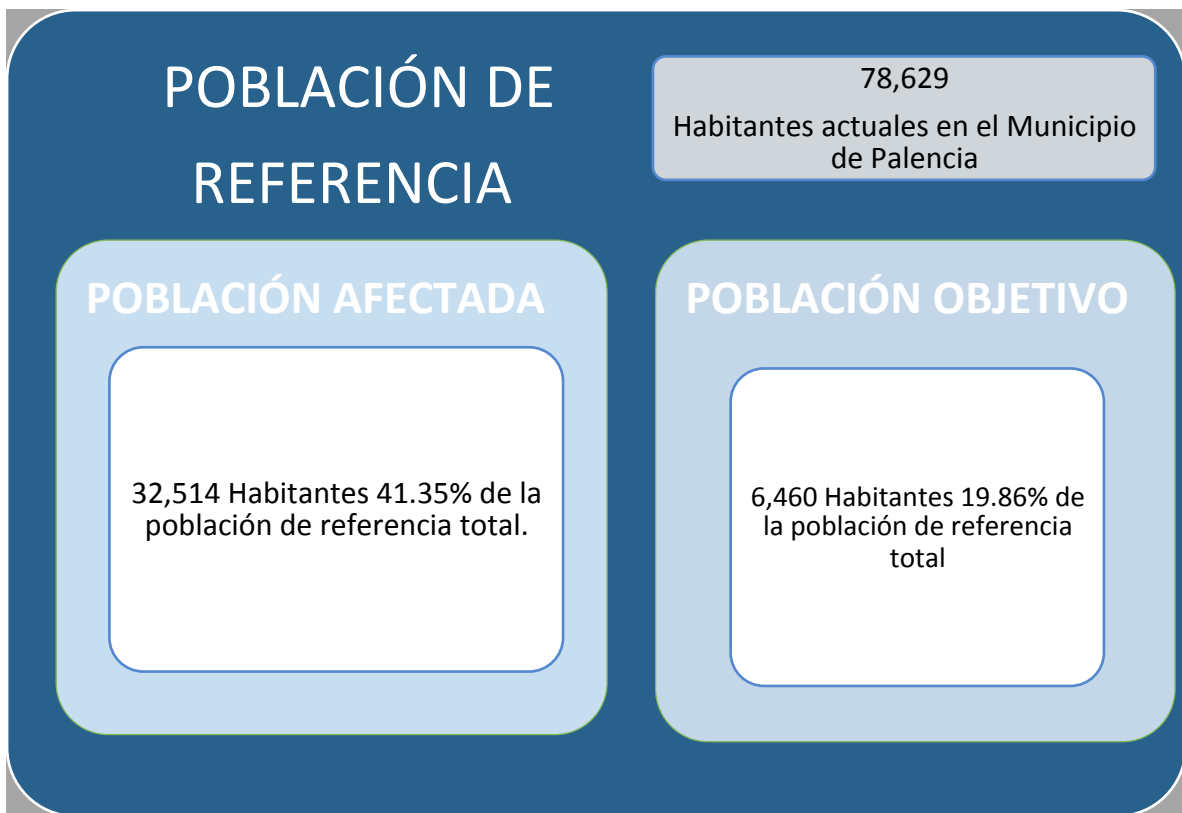 POBLACIÓN DE
REFERENCIA
78,629
Habitantes actuales en el Municipio
de Palencia
POBLACIÓN AFECTADA
32,514 Habitantes 41.35% de la
población de referencia total.
POBLACIÓN OBJETIVO
6,460 Habitantes 19.86% de
la población de referencia
total